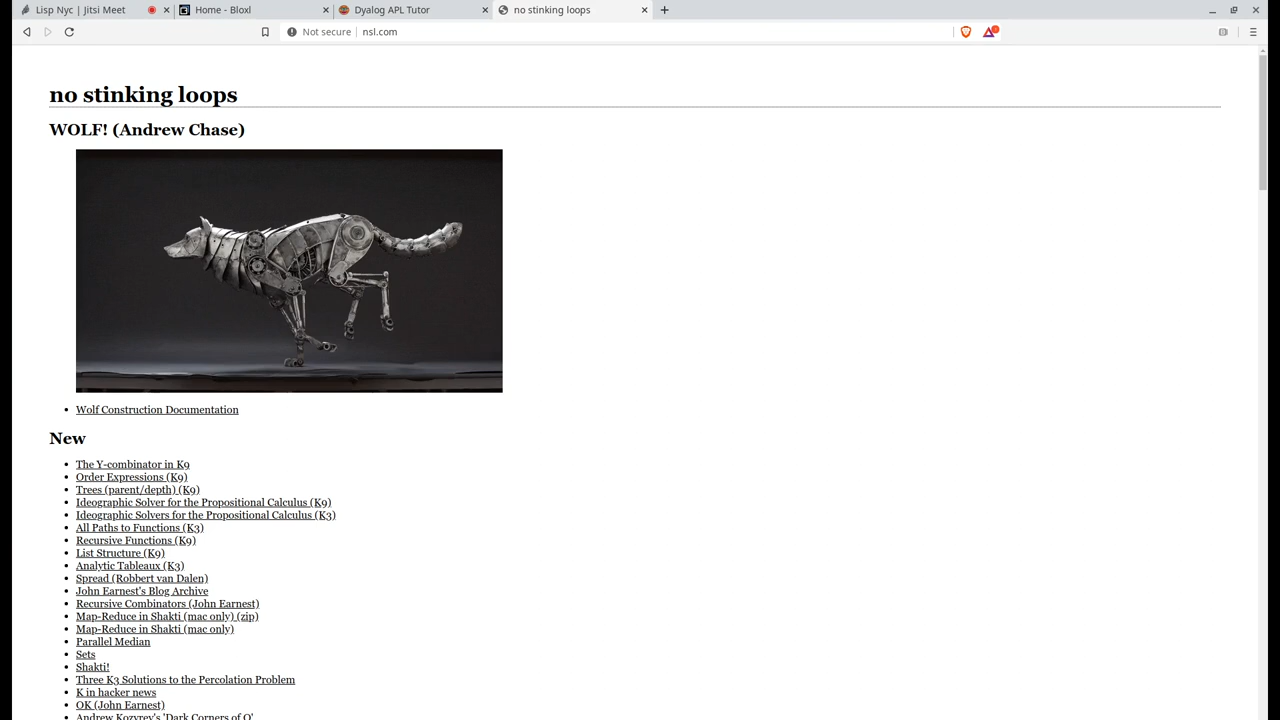 Lisp Nyc | Jitsi Meet
Home - Bloxl
Dyalog APL Tutor
no stinking loops
Not secure
nsl.com
no stinking loops
WOLF! (Andrew Chase)
Wolf Construction Documentation
New
The Y-combinator in K9
Order Expressions (K9)
Trees (parent/depth) (K9)
Ideographic Solver for the Propositional Calculus (K9)
Ideographic Solvers for the Propositional Calculus (K3)
All Paths to Functions (K3)
Recursive Functions (K9)
List Structure (K9)
Analytic Tableaux (K3)
Spread (Robbert van Dalen)
John Earnest's Blog Archive
Recursive Combinators (John Earnest)
Map-Reduce in Shakti (mac only) (zip)
Map-Reduce in Shakti (mac only)
Parallel Median
Sets
Shakti!
Three K3 Solutions to the Percolation Problem
K in hacker news
OK (John Earnest)
Andrew Kozyrev's 'Dark Corners of Q'